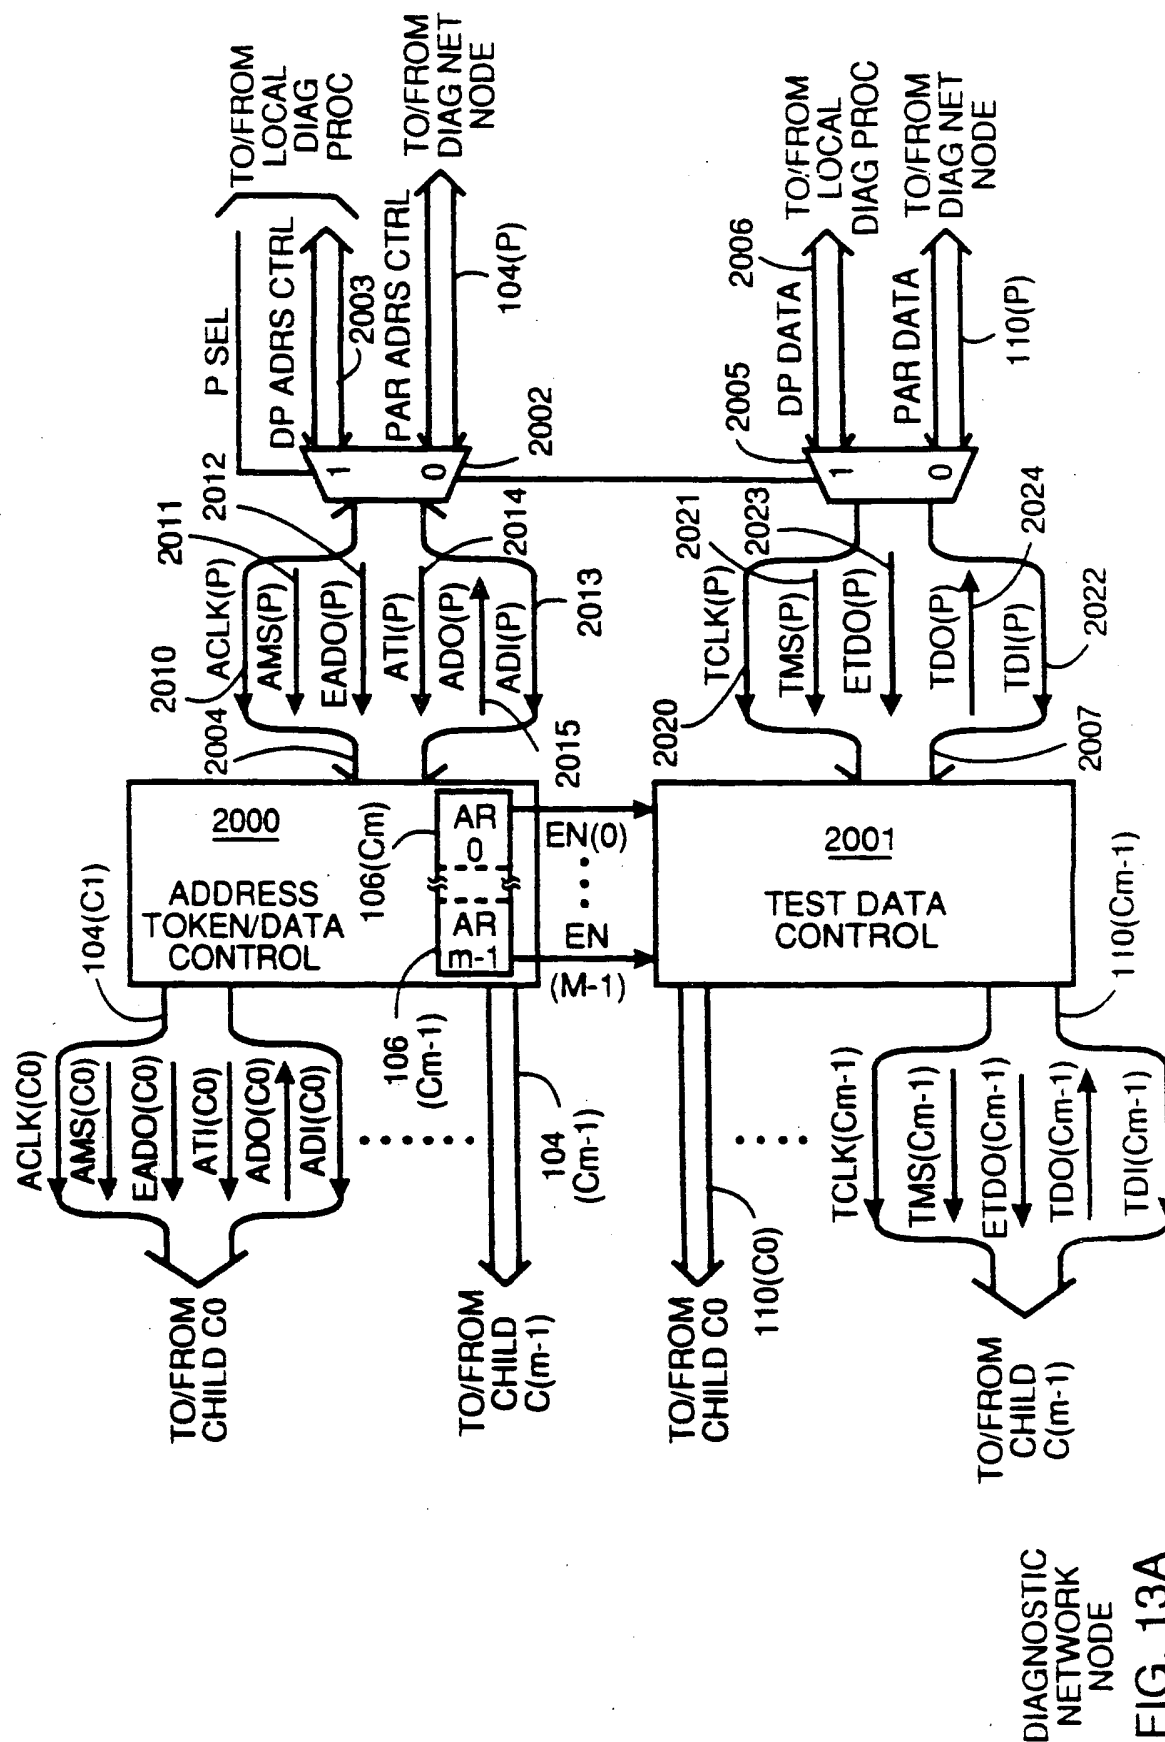 TO/FROM
LOCAL
DIAG
PROC
TO/FROM
DIAG NET
NODE
P SEL
DP ADRS CTRL
2003
PAR ADRS CTRL
104(P)
1
0
2002
TO/FROM
LOCAL
DIAG PROC
TO/FROM
DIAG NET
NODE
2006
DP DATA
PAR DATA
110(P)
2005
1
0
2010
ACLK(P)
2011
AMS(P)
2012
EADO(P)
ATI(P)
2014
ADO(P)
2015
ADI(P)
2013
2004
2020
TCLK(P)
TMS(P)
2021
ETDO(P)
2023
TDO(P)
2024
TDI(P)
2022
2007
2000
ADDRESS
TOKEN/DATA
CONTROL
106(Cm)
AR
0
AR
m-1
106
(Cm-1)
EN(0)
EN
(M-1)
2001
TEST DATA
CONTROL
104(C1)
ACLK(C0)
AMS(C0)
EADO(C0)
ATI(C0)
ADO(C0)
ADI(C0)
104
(Cm-1)
110(C0)
110(Cm-1)
TCLK(Cm-1)
TMS(Cm-1)
ETDO(Cm-1)
TDO(Cm-1)
TDI(Cm-1)
TO/FROM
CHILD C0
TO/FROM
CHILD
C(m-1)
TO/FROM
CHILD C0
TO/FROM
CHILD
C(m-1)
DIAGNOSTIC
NETWORK
NODE
FIG. 13A